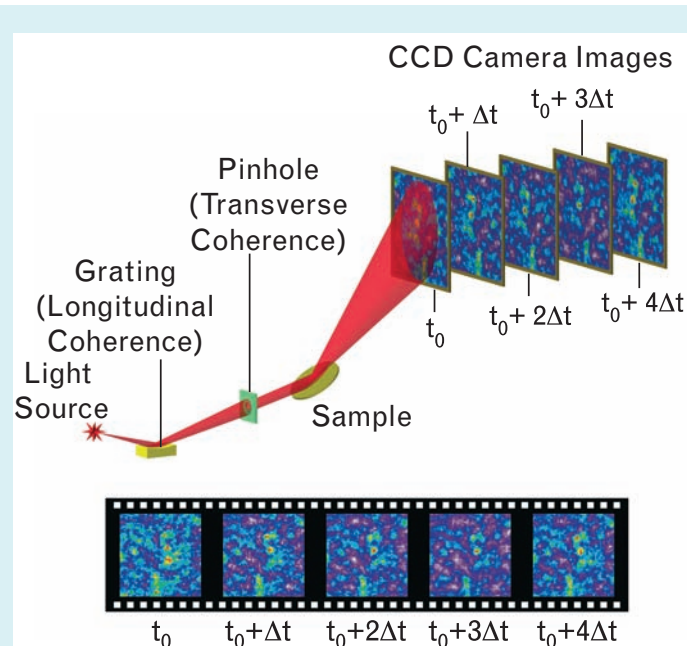 CCD Camera Images
t₀+ Δt
t₀+ 3Δt
Pinhole
(Transverse
Coherence)
Grating
(Longitudinal
Coherence)
Light
Source
Sample
t₀
t₀+ 2Δt
t₀+ 4Δt
t₀
t₀+Δt
t₀+2Δt
t₀+3Δt
t₀+4Δt